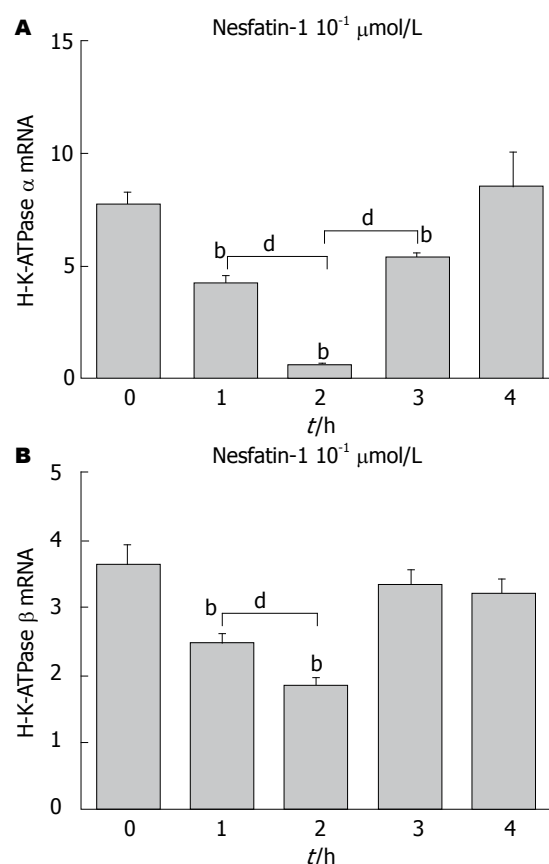 A
Nesfatin-1 10⁻¹ μmol/L
H-K-ATPase α mRNA
15
10
5
0
b
d
b
d
b
0 1 2 3 4
t/h
B
Nesfatin-1 10⁻¹ μmol/L
H-K-ATPase β mRNA
5
4
3
2
1
0
b
d
b
0 1 2 3 4
t/h